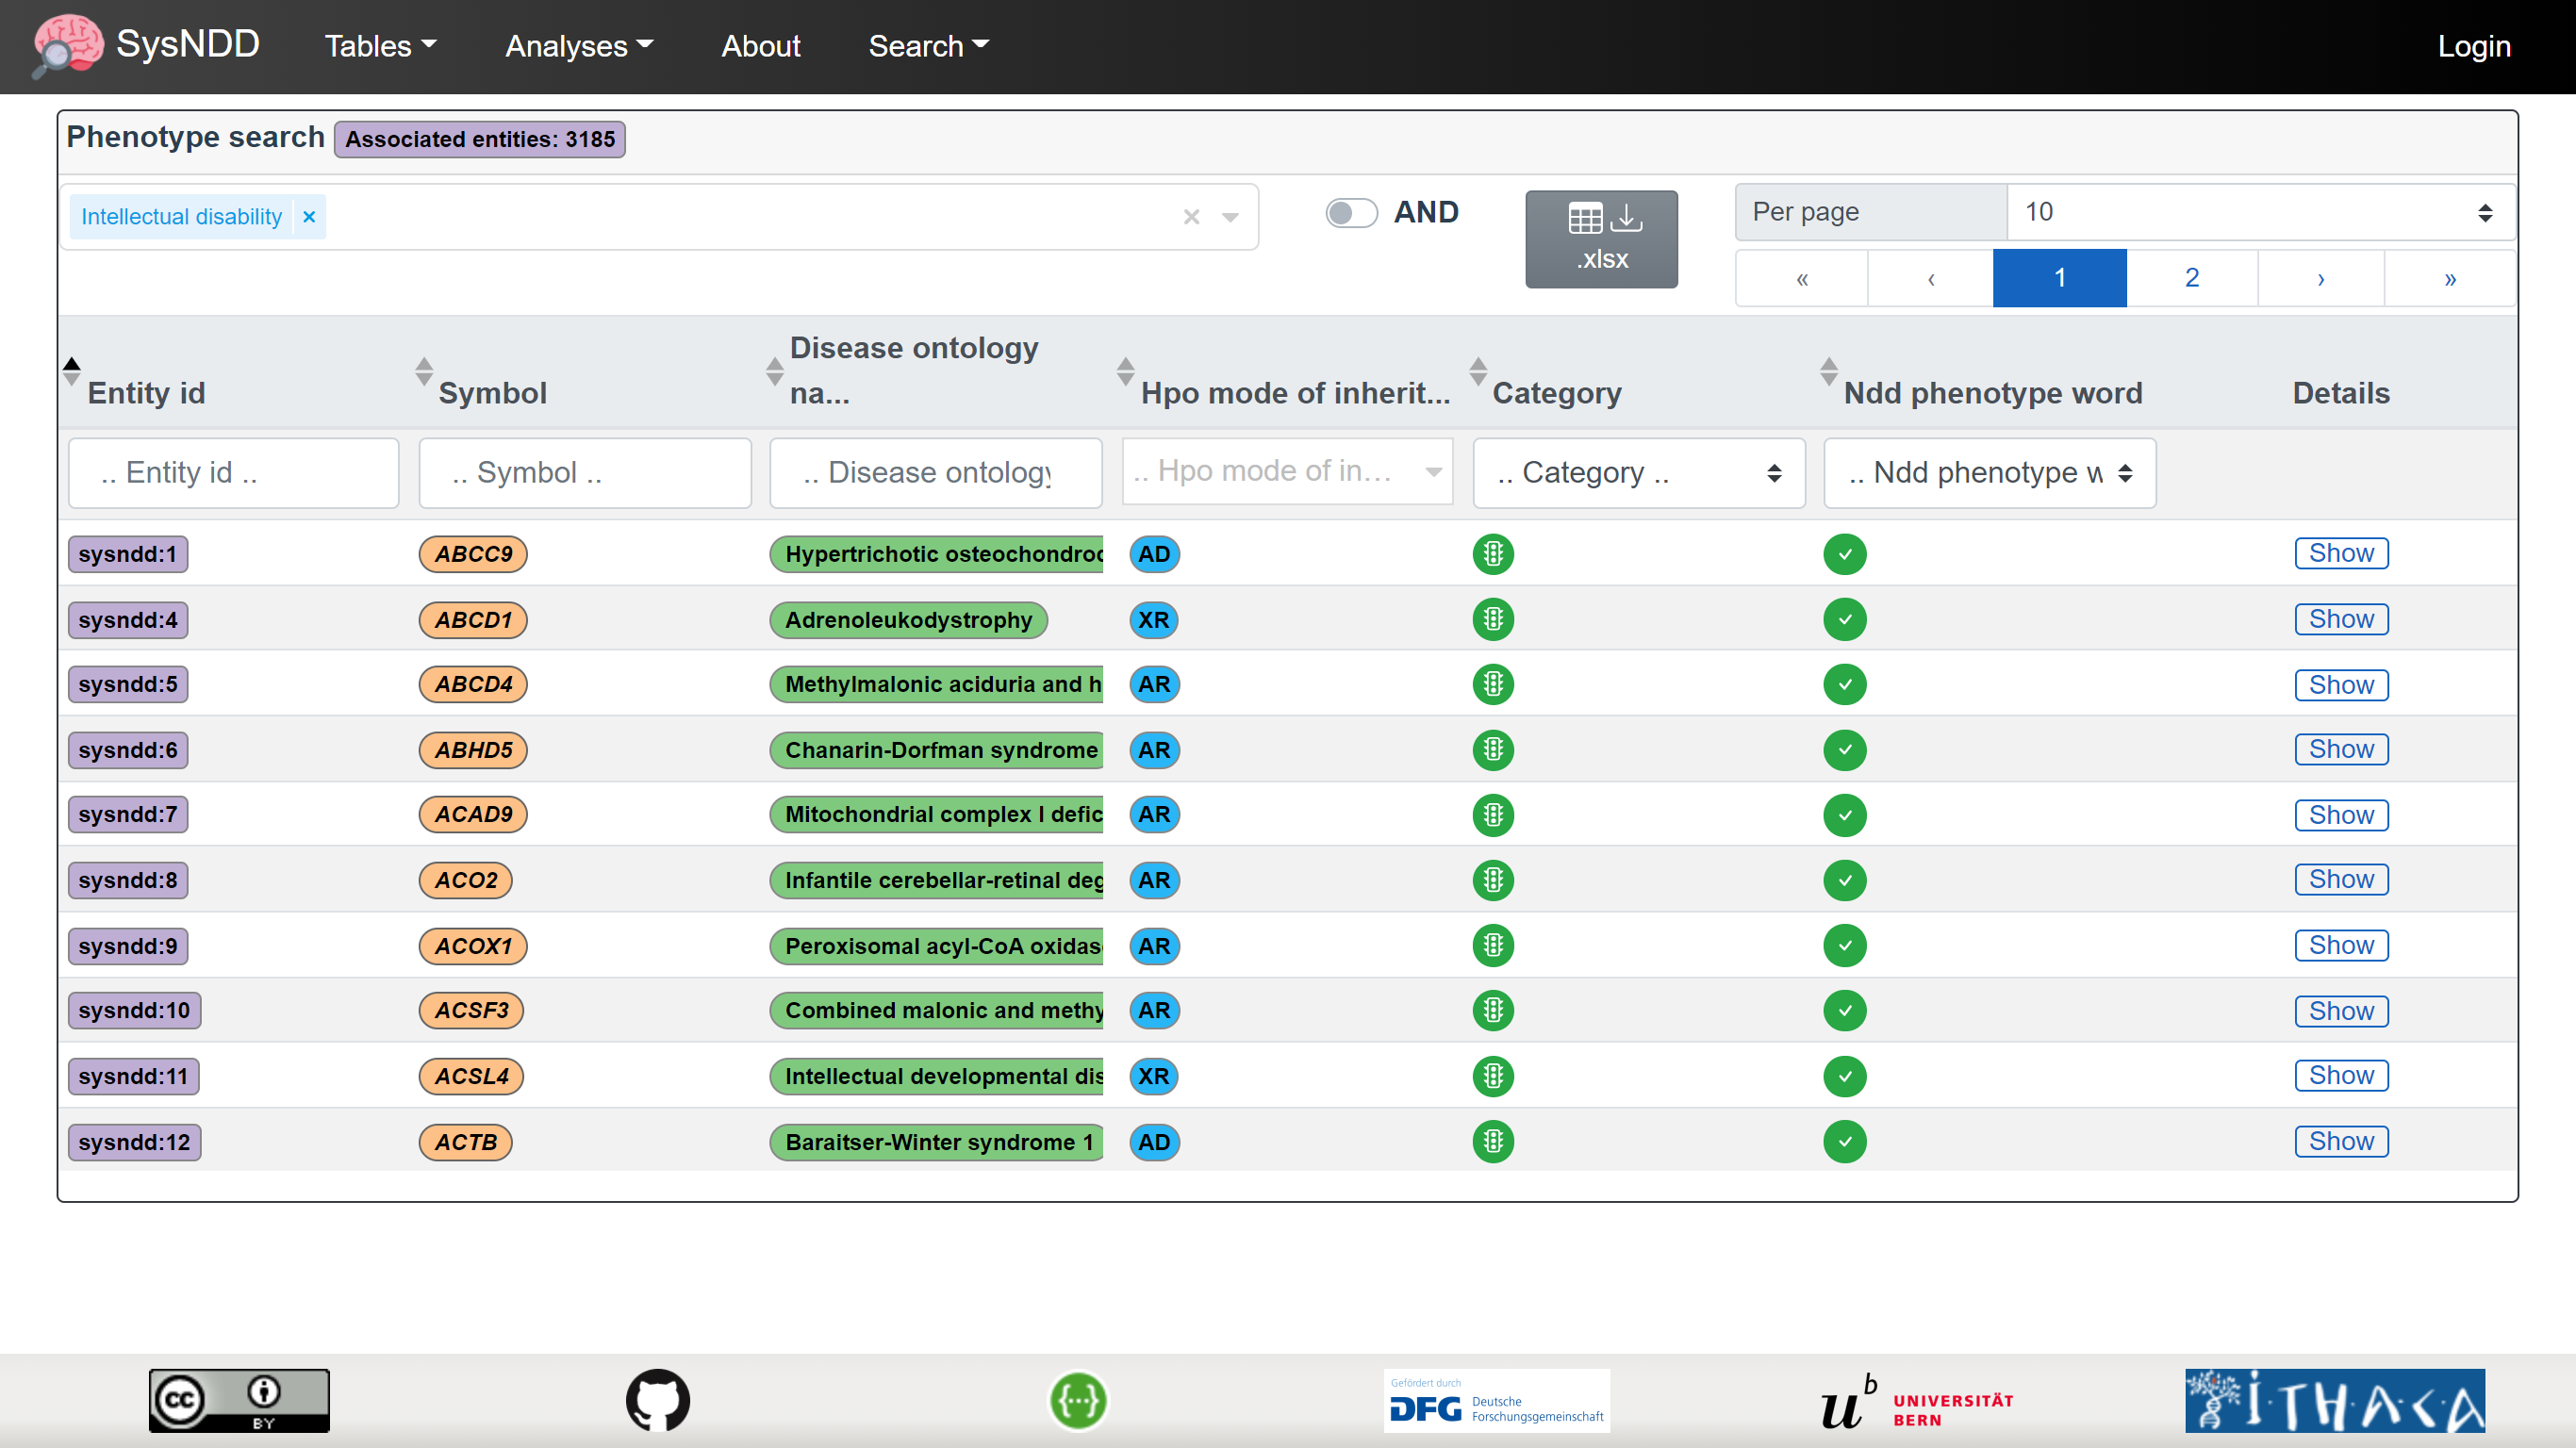 SysNDD Tables Analyses About Search Login
Phenotype search Associated entities: 3185
Intellectual disability × × AND .xlsx Per page 10
« ‹ 1 2 › »
Entity id Symbol Disease ontology na... Hpo mode of inherit... Category Ndd phenotype word Details
.. Entity id .. .. Symbol .. .. Disease ontology .. Hpo mode of in... .. Category .. .. Ndd phenotype w
sysndd:1 ABCC9 Hypertrichotic osteochondrod AD Show
sysndd:4 ABCD1 Adrenoleukodystrophy XR Show
sysndd:5 ABCD4 Methylmalonic aciduria and h AR Show
sysndd:6 ABHD5 Chanarin-Dorfman syndrome AR Show
sysndd:7 ACAD9 Mitochondrial complex I defic AR Show
sysndd:8 ACO2 Infantile cerebellar-retinal deg AR Show
sysndd:9 ACOX1 Peroxisomal acyl-CoA oxidas AR Show
sysndd:10 ACSF3 Combined malonic and methy AR Show
sysndd:11 ACSL4 Intellectual developmental dis XR Show
sysndd:12 ACTB Baraitser-Winter syndrome 1 AD Show
cc BY
{···}
Gefördert durch
DFG Deutsche Forschungsgemeinschaft
u b UNIVERSITÄT BERN
ITHACA